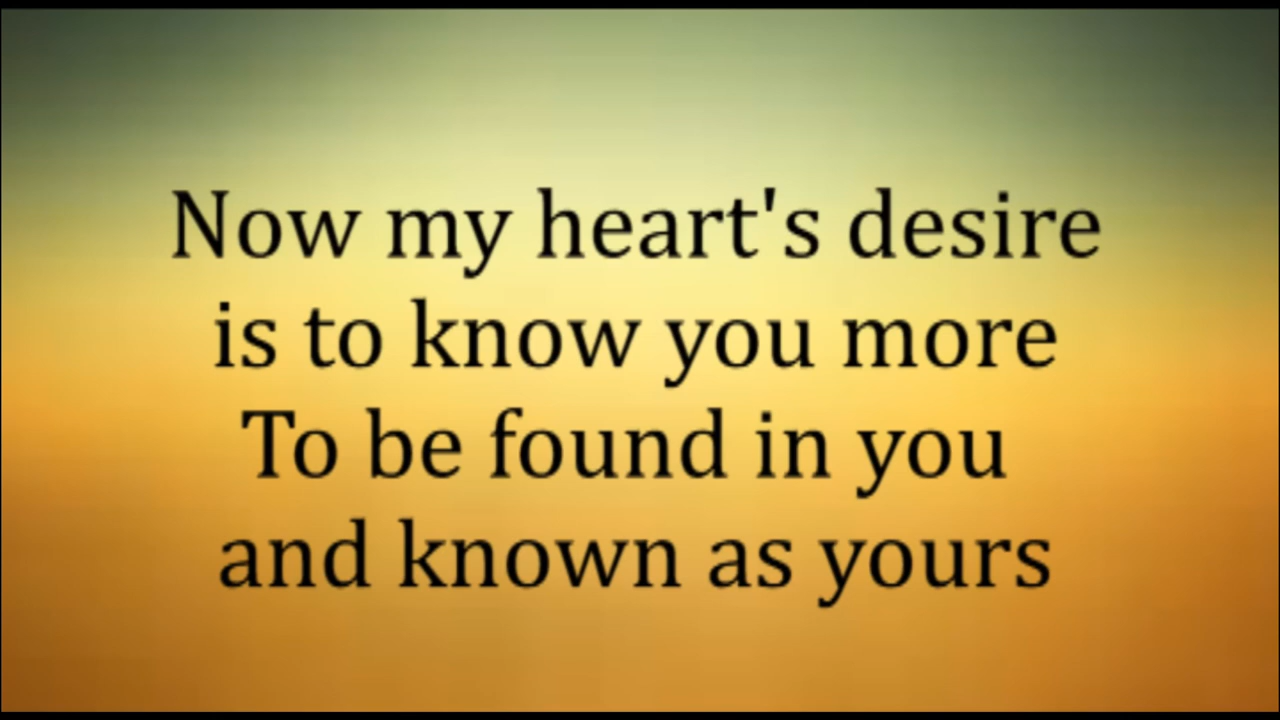 Now my heart's desire
is to know you more
To be found in you
and known as yours